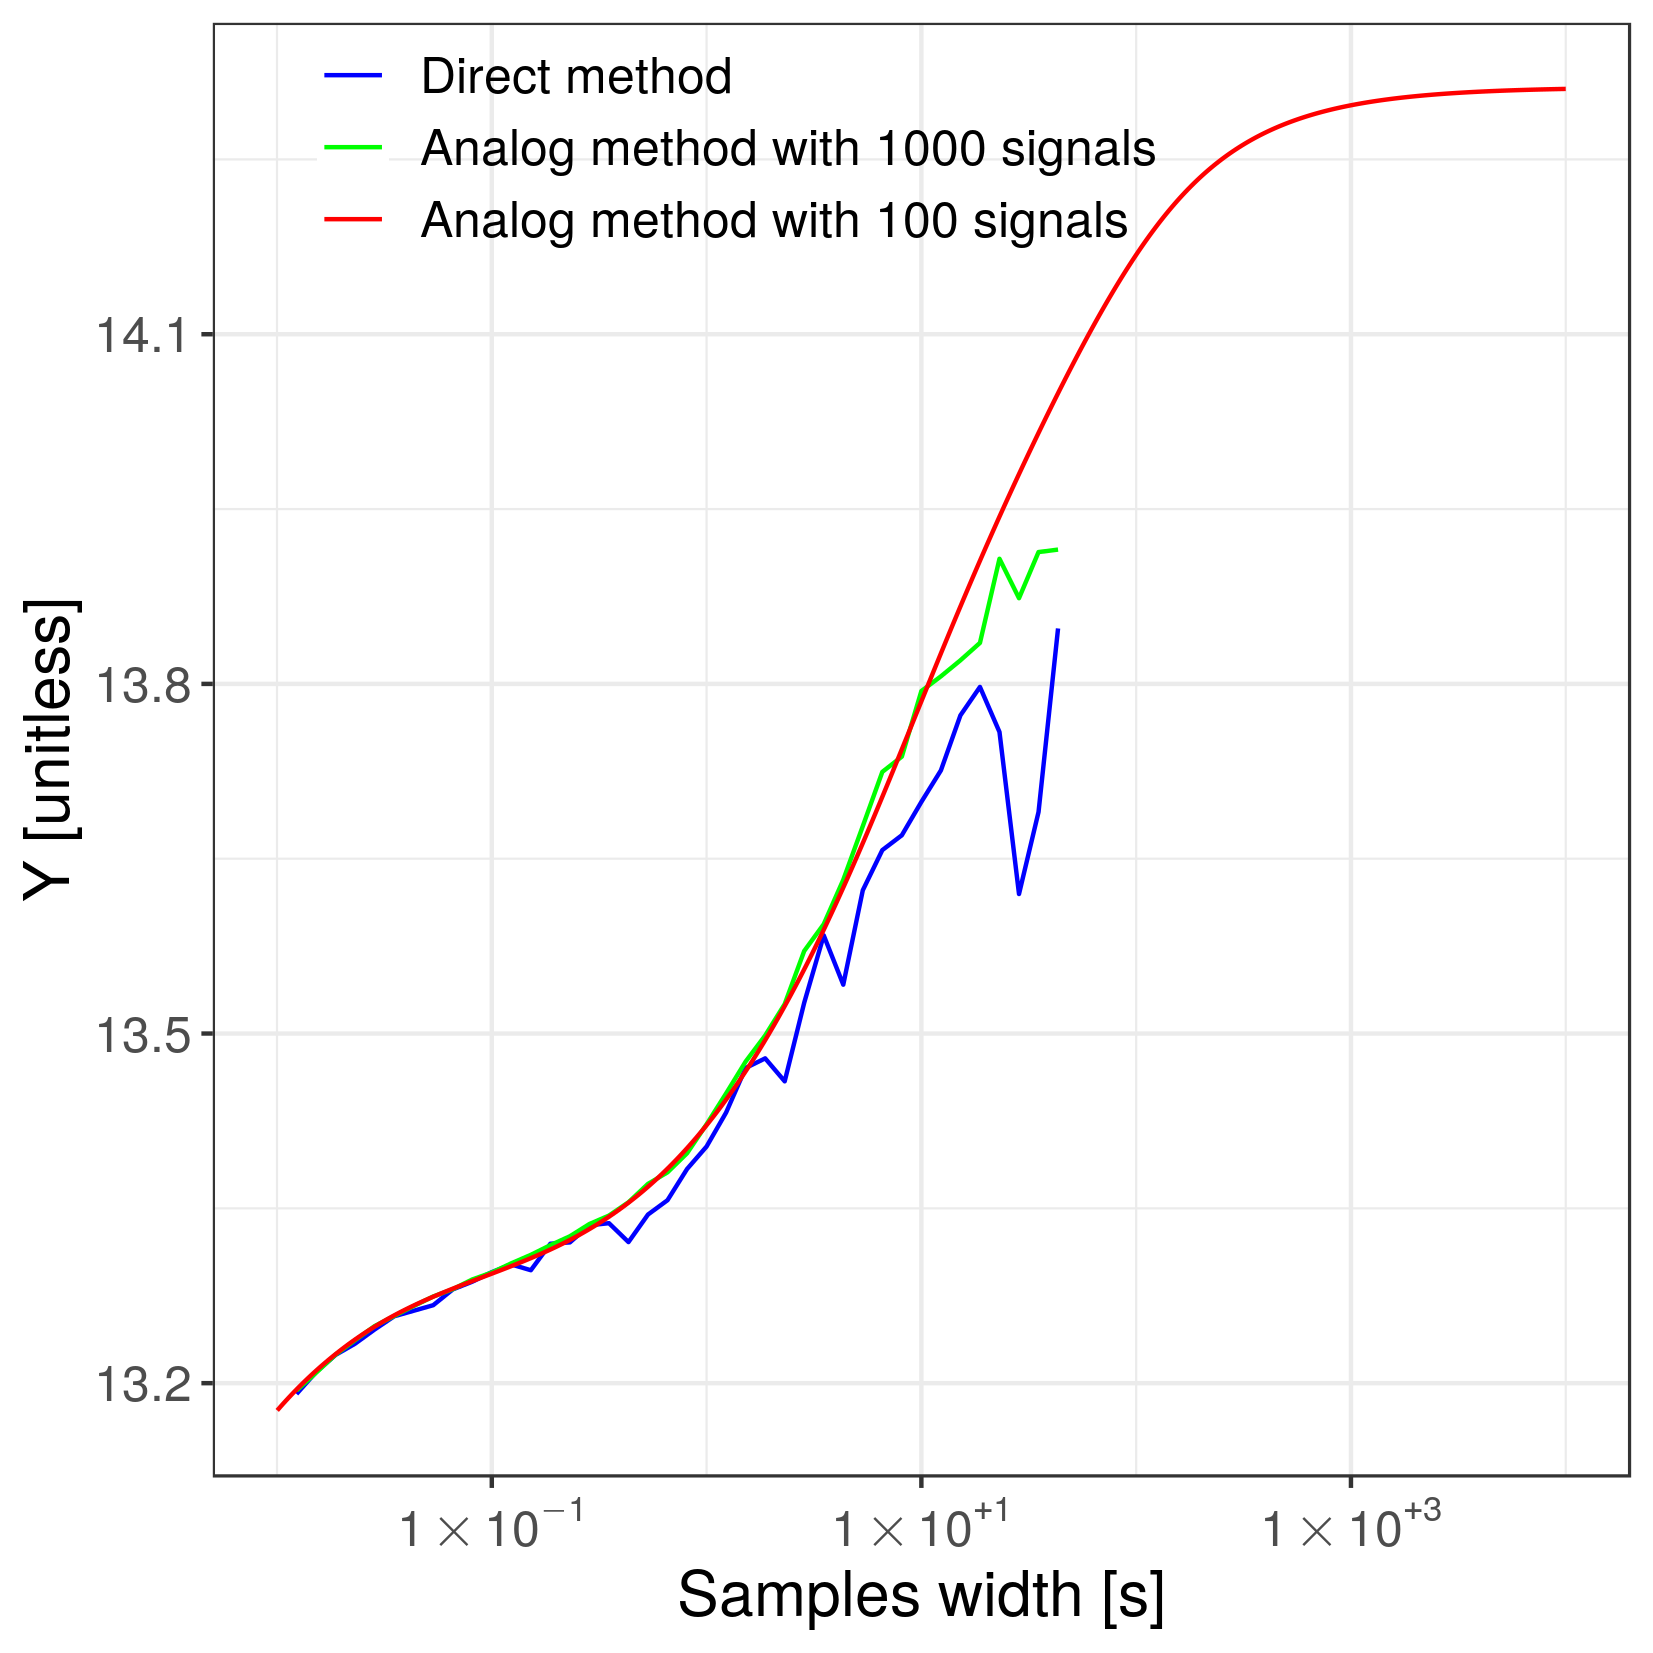 Direct method
Analog method with 1000 signals
Analog method with 100 signals
14.1
13.8
13.5
13.2
Y [unitless]
1 × 10⁻¹ 1 × 10⁺¹ 1 × 10⁺³
Samples width [s]